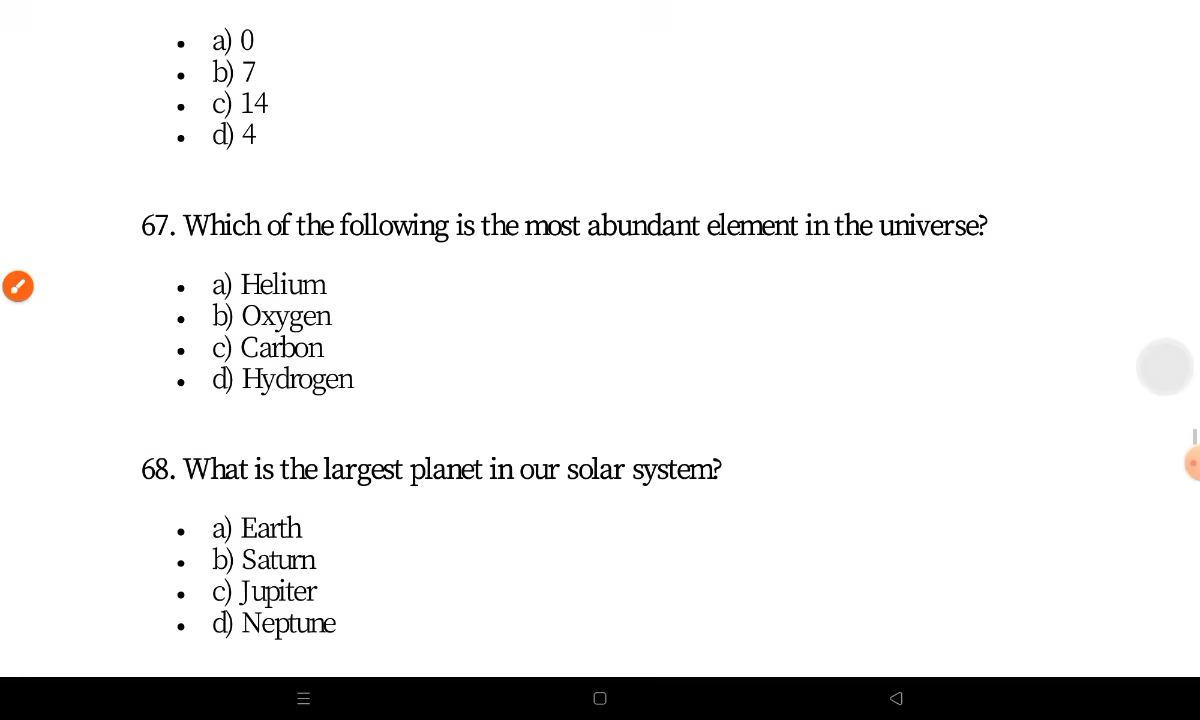 • a) 0
• b) 7
• c) 14
• d) 4
67. Which of the following is the most abundant element in the universe?
• a) Helium
• b) Oxygen
• c) Carbon
• d) Hydrogen
68. What is the largest planet in our solar system?
• a) Earth
• b) Saturn
• c) Jupiter
• d) Neptune